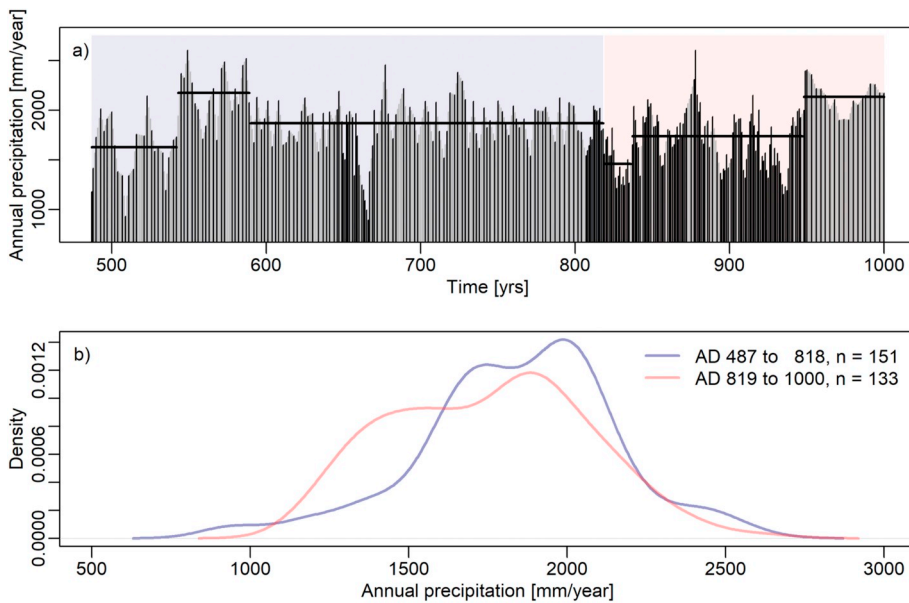 a)
Annual precipitation [mm/year]
2000
1000
500
600
700
800
900
1000
Time [yrs]
b)
AD 487 to 818, n = 151
AD 819 to 1000, n = 133
Density
0.0012
0.0006
0.0000
500
1000
1500
2000
2500
3000
Annual precipitation [mm/year]